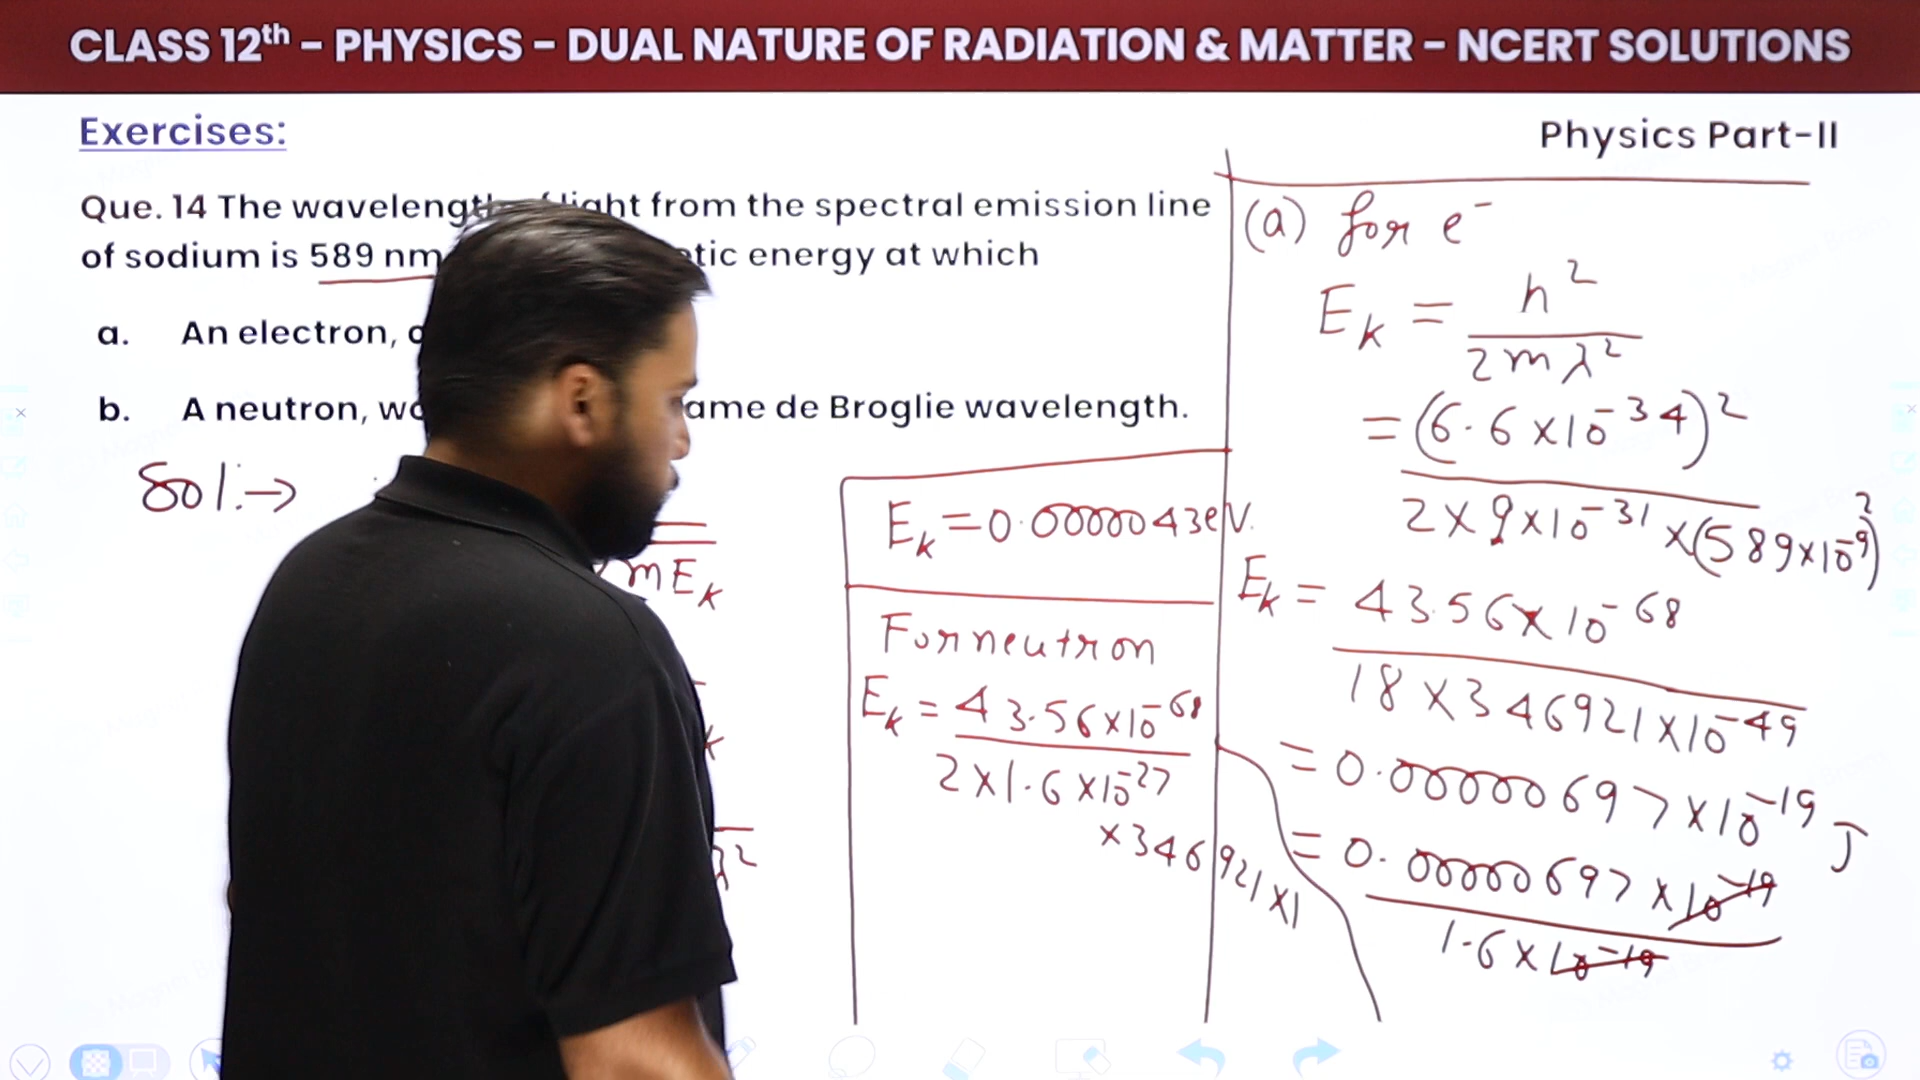 CLASS 12th – PHYSICS – DUAL NATURE OF RADIATION & MATTER – NCERT SOLUTIONS
Exercises:
Physics Part-II
Que. 14 The wavelength light from the spectral emission line
of sodium is 589 nm energy at which
a. An electron,
b. A neutron, de Broglie wavelength.
Sol:→
mEk
λ²
Ek = 0.0000043eV.
For neutron
Ek = 43.56×10⁻⁶⁸
2×1.6×10⁻²⁷
×346921×1
(a) for e⁻
Ek = h²
2mλ²
= (6.6×10⁻³⁴)²
2×9×10⁻³¹×(589×10⁻⁹)²
Ek = 43.56×10⁻⁶⁸
18×346921×10⁻⁴⁹
= 0.00000697×10⁻¹⁹ J
= 0.00000697×10⁻¹⁹
1.6×10⁻¹⁹